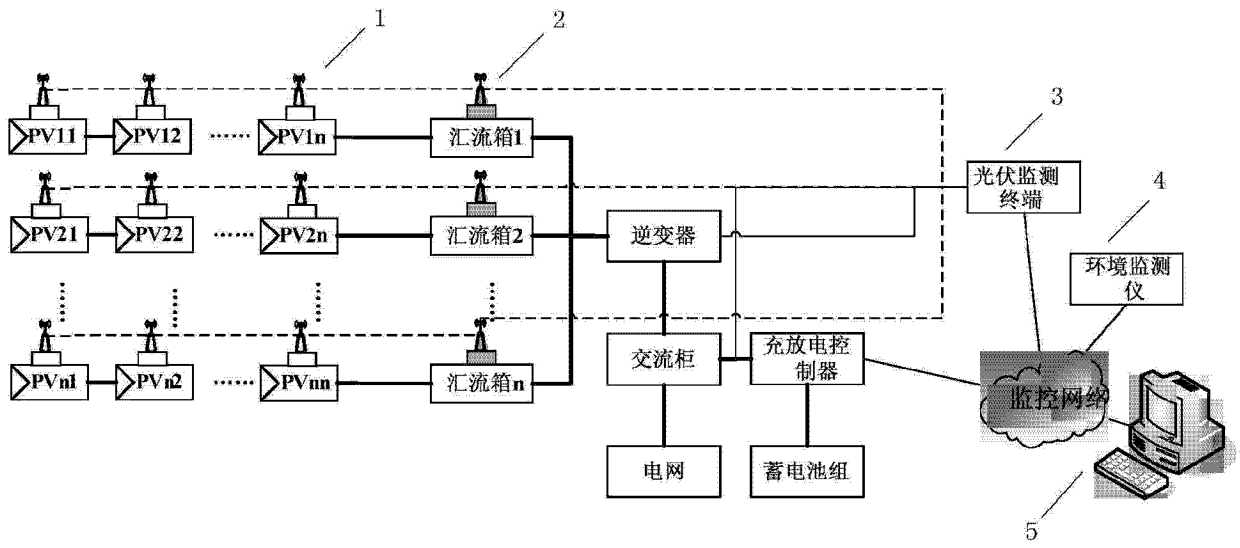 1
2
3
4
PV11
PV12
......
PV1n
汇流箱1
光伏监测
终端
PV21
PV22
......
PV2n
汇流箱2
逆变器
环境监测
仪
PVn1
PVn2
......
PVnn
汇流箱n
交流柜
充放电控
制器
监控网络
电网
蓄电池组
5